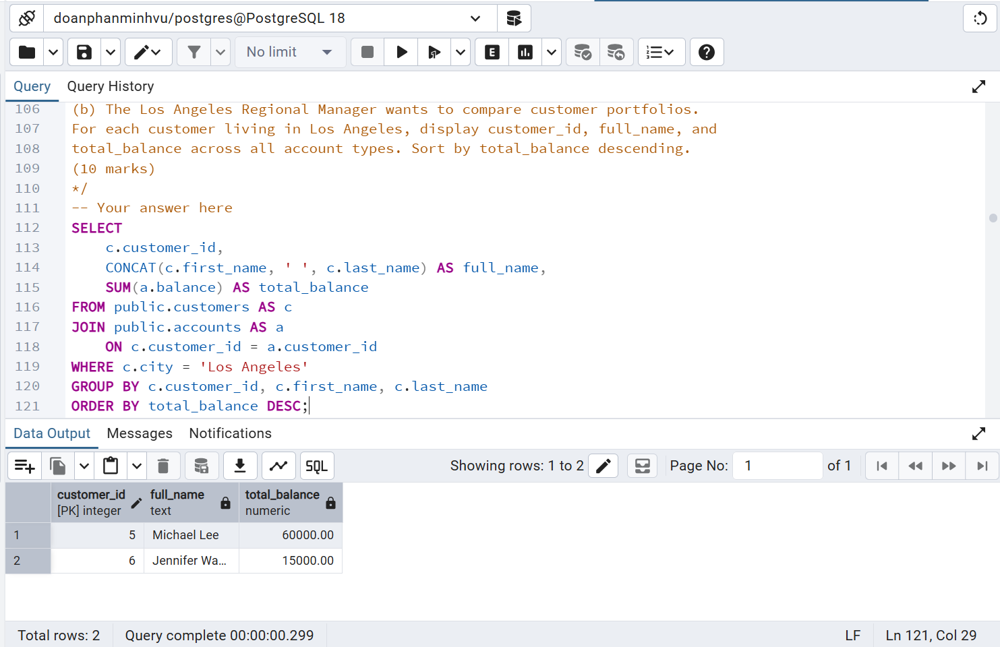 doanphanminhvu/postgres@PostgreSQL 18
No limit
E
Query Query History
106 (b) The Los Angeles Regional Manager wants to compare customer portfolios.
107 For each customer living in Los Angeles, display customer_id, full_name, and
108 total_balance across all account types. Sort by total_balance descending.
109 (10 marks)
110 */
111 -- Your answer here
112 SELECT
113 c.customer_id,
114 CONCAT(c.first_name, ' ', c.last_name) AS full_name,
115 SUM(a.balance) AS total_balance
116 FROM public.customers AS c
117 JOIN public.accounts AS a
118 ON c.customer_id = a.customer_id
119 WHERE c.city = 'Los Angeles'
120 GROUP BY c.customer_id, c.first_name, c.last_name
121 ORDER BY total_balance DESC;
Data Output Messages Notifications
SQL Showing rows: 1 to 2 Page No: 1 of 1
customer_id full_name total_balance
[PK] integer text numeric
1 5 Michael Lee 60000.00
2 6 Jennifer Wa... 15000.00
Total rows: 2 Query complete 00:00:00.299 LF Ln 121, Col 29